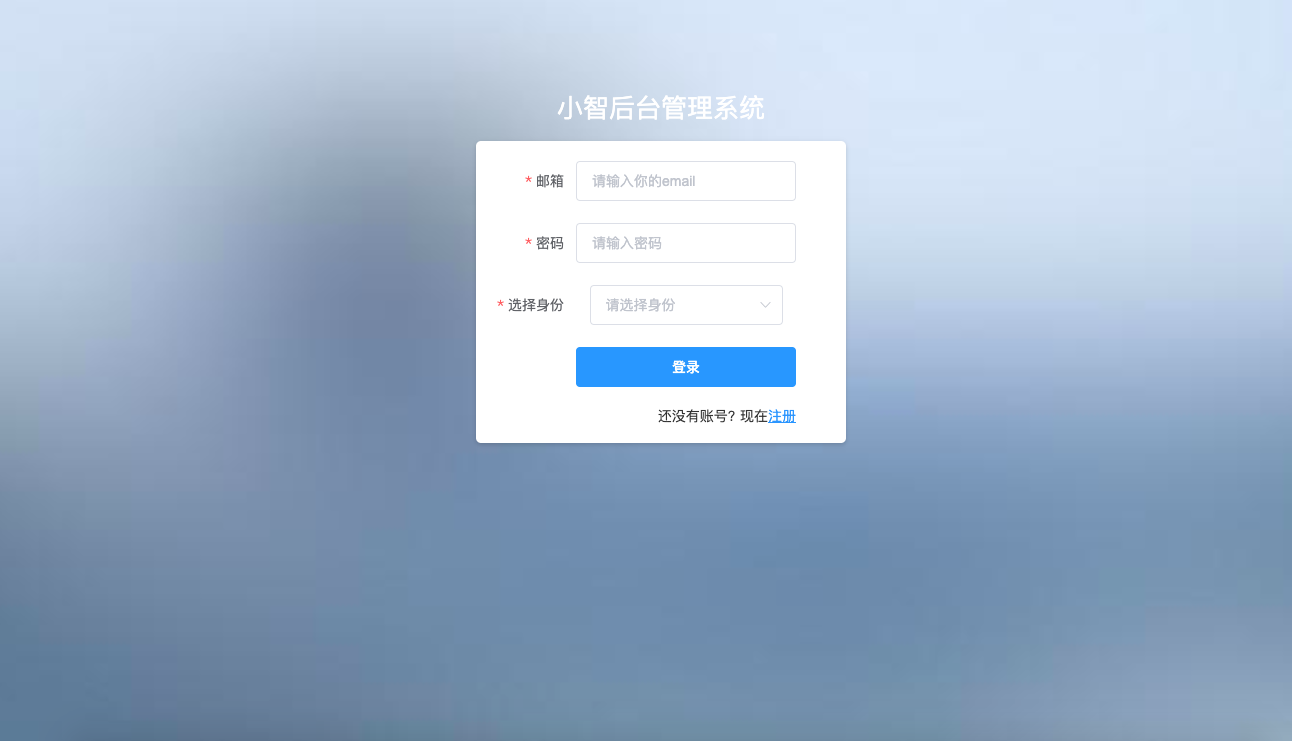 小智后台管理系统
* 邮箱 请输入你的email
* 密码 请输入密码
* 选择身份 请选择身份
登录
还没有账号? 现在注册